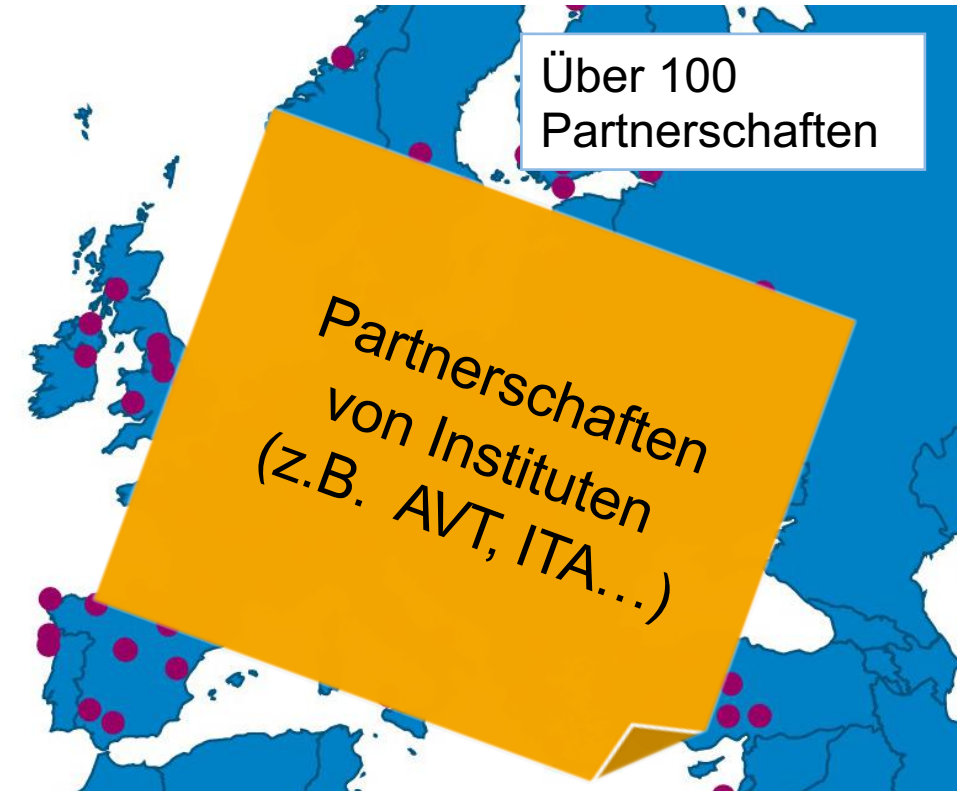 Über 100
Partnerschaften
Partnerschaften
von Instituten
(z.B. AVT, ITA…)